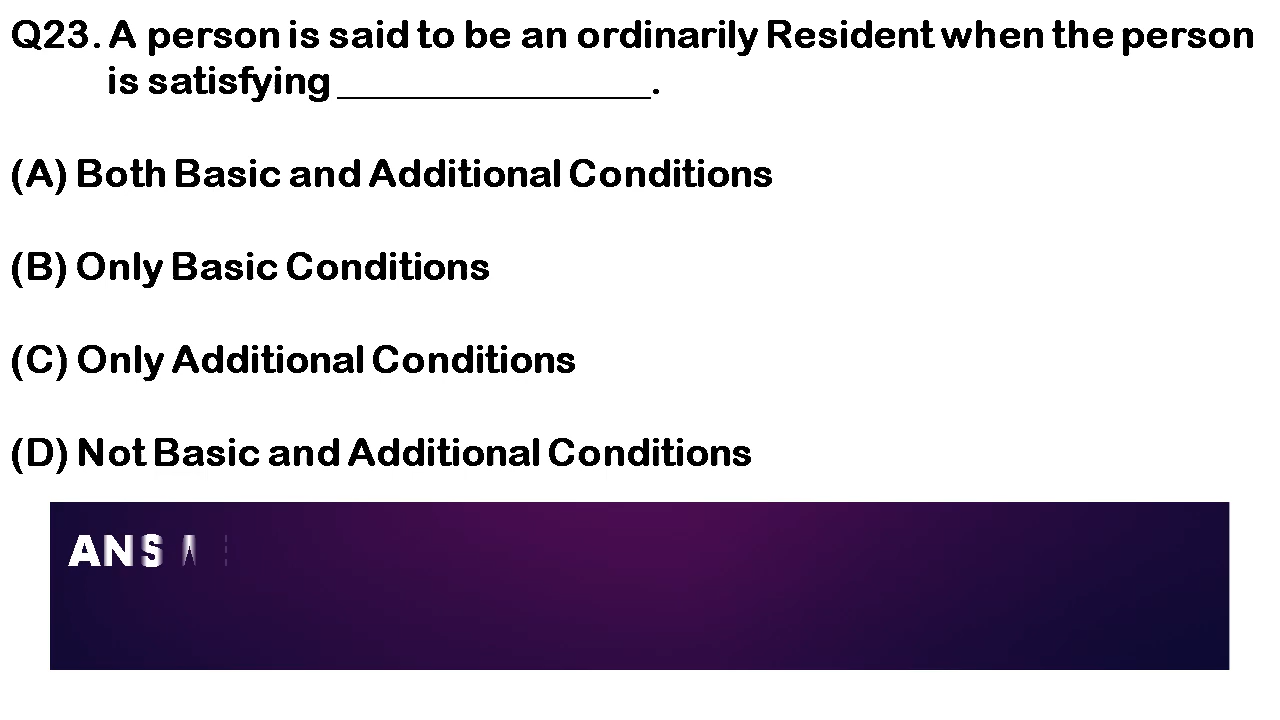 Q23. A person is said to be an ordinarily Resident when the person
is satisfying ________________.
(A) Both Basic and Additional Conditions
(B) Only Basic Conditions
(C) Only Additional Conditions
(D) Not Basic and Additional Conditions
ANS